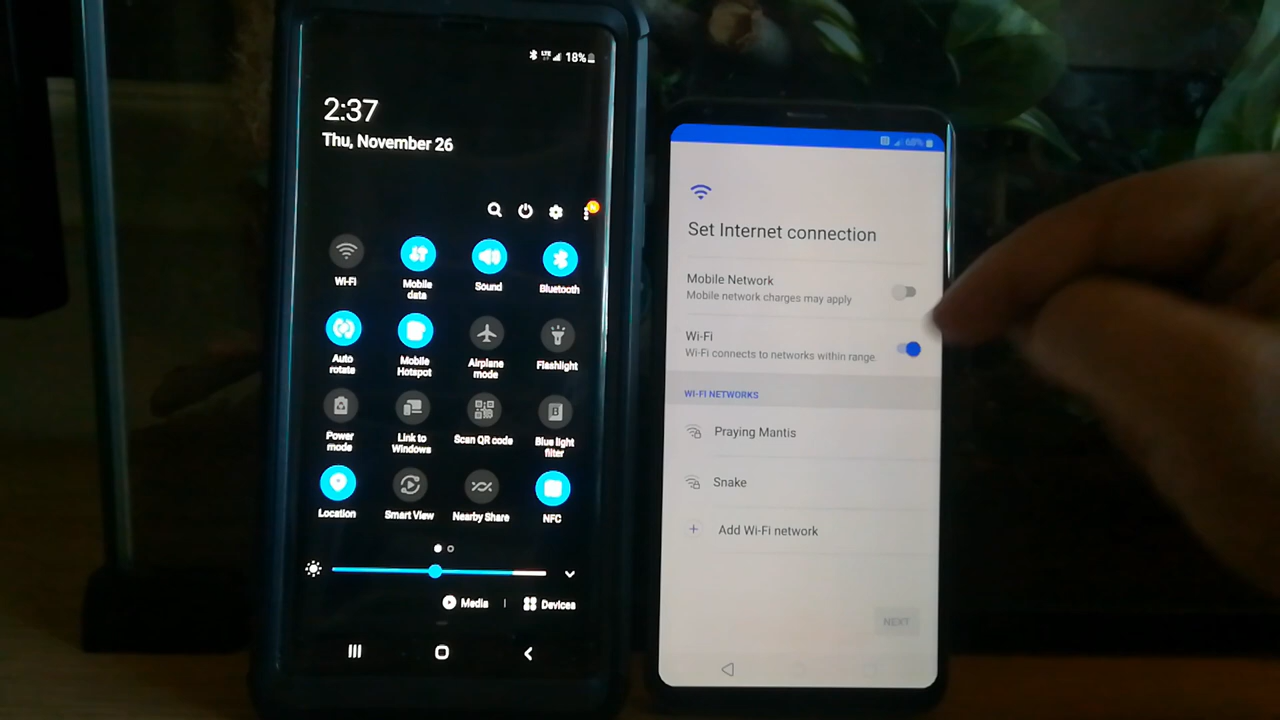 LTE 18%
2:37
Thu, November 26
N
Wi-Fi
Mobile
data
Sound
Bluetooth
Auto
rotate
Mobile
Hotspot
Airplane
mode
Flashlight
Power
mode
Link to
Windows
Scan QR code
B
Blue light
filter
Location
Smart View
Nearby Share
NFC
Media | Devices
68%
Set Internet connection
Mobile Network
Mobile network charges may apply
Wi-Fi
Wi-Fi connects to networks within range.
WI-FI NETWORKS
Praying Mantis
Snake
+ Add Wi-Fi network
NEXT